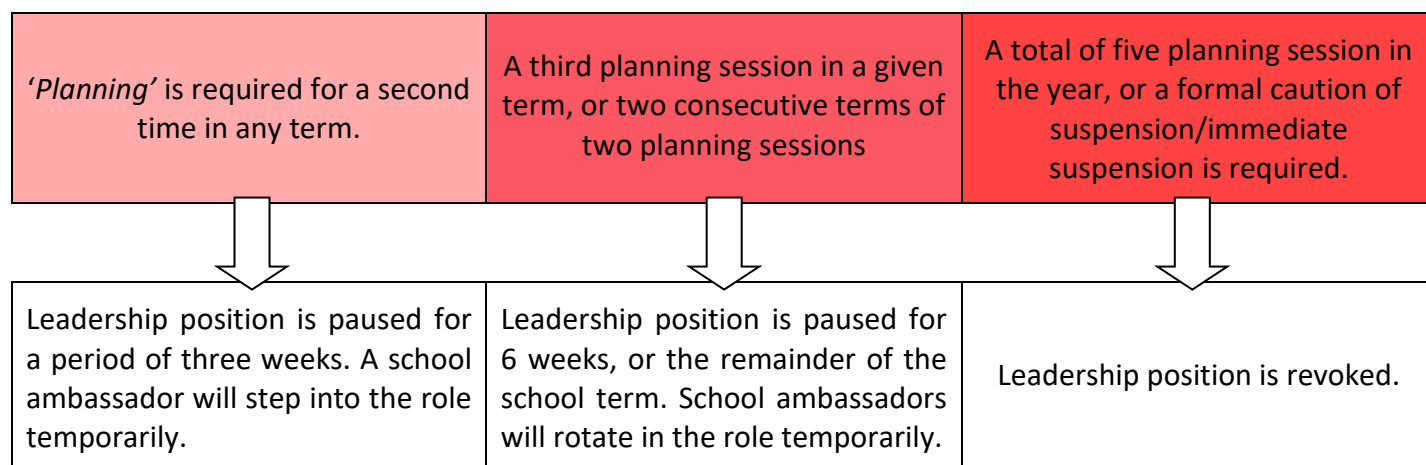 ‘Planning’ is required for a second
time in any term.
A third planning session in a given
term, or two consecutive terms of
two planning sessions
A total of five planning session in
the year, or a formal caution of
suspension/immediate
suspension is required.
Leadership position is paused for
a period of three weeks. A school
ambassador will step into the role
temporarily.
Leadership position is paused for
6 weeks, or the remainder of the
school term. School ambassadors
will rotate in the role temporarily.
Leadership position is revoked.